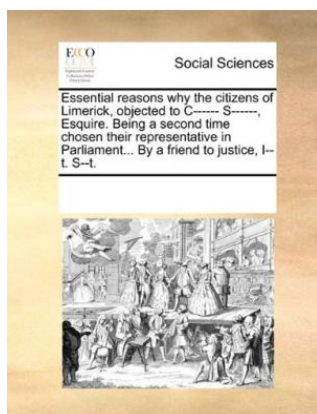 ECCO
Social Sciences
Essential reasons why the citizens of
Limerick, objected to C------ S------,
Esquire. Being a second time
chosen their representative in
Parliament... By a friend to justice, I--
t. S--t.